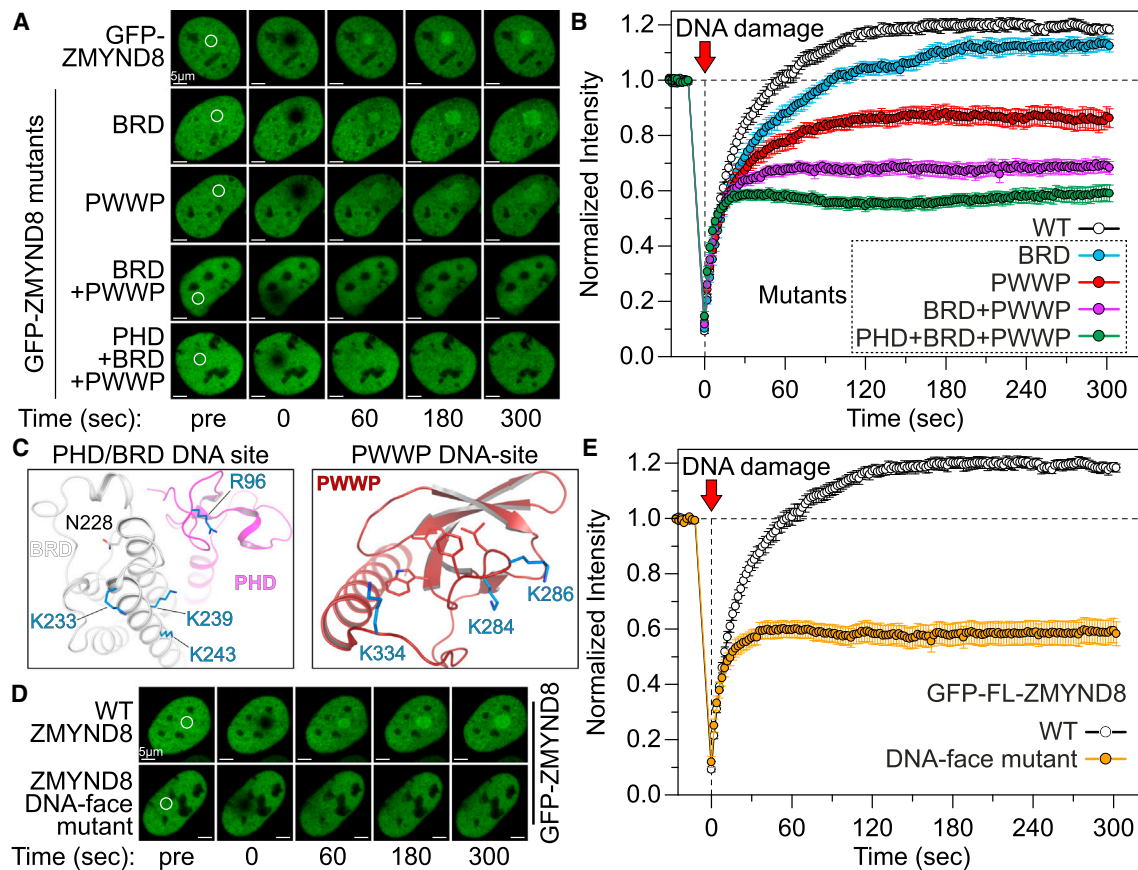 A
GFP-
ZMYND8
5μm
GFP-ZMYND8 mutants
BRD
PWWP
BRD
+PWWP
PHD
+BRD
+PWWP
Time (sec): pre 0 60 180 300
B
DNA damage
Normalized Intensity
1.2
1.0
0.8
0.6
0.4
0.2
0.0
WT
Mutants
BRD
PWWP
BRD+PWWP
PHD+BRD+PWWP
0 60 120 180 240 300
Time (sec)
C
PHD/BRD DNA site
R96
N228
BRD
PHD
K233
K239
K243
PWWP DNA-site
PWWP
K286
K284
K334
D
WT
ZMYND8
5μm
ZMYND8
DNA-face
mutant
GFP-ZMYND8
Time (sec): pre 0 60 180 300
E
DNA damage
Normalized Intensity
1.2
1.0
0.8
0.6
0.4
0.2
0.0
GFP-FL-ZMYND8
WT
DNA-face mutant
0 60 120 180 240 300
Time (sec)